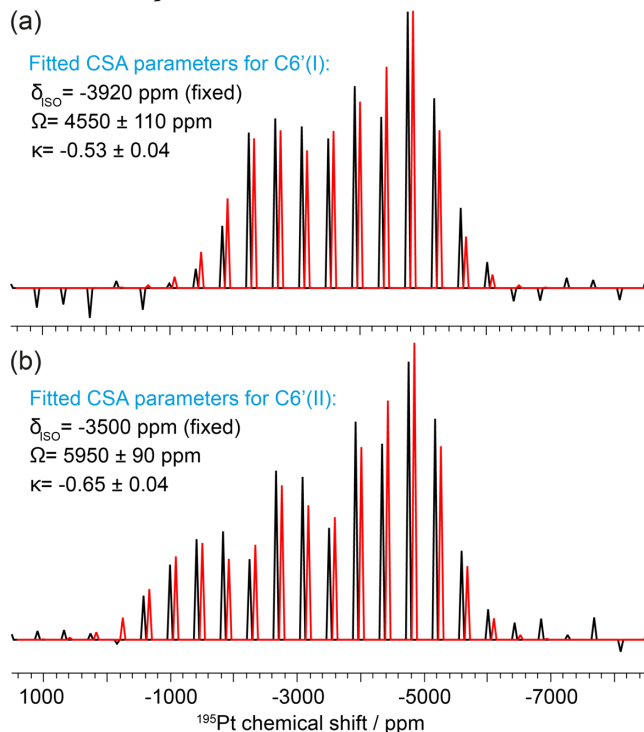 (a)
Fitted CSA parameters for C6'(I):
δISO= -3920 ppm (fixed)
Ω= 4550 ± 110 ppm
κ= -0.53 ± 0.04
(b)
Fitted CSA parameters for C6'(II):
δISO= -3500 ppm (fixed)
Ω= 5950 ± 90 ppm
κ= -0.65 ± 0.04
1000 -1000 -3000 -5000 -7000
¹⁹⁵Pt chemical shift / ppm